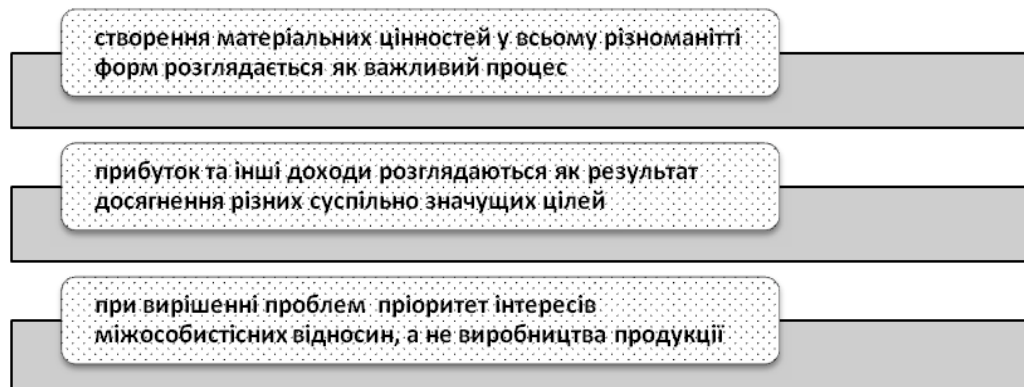 створення матеріальних цінностей у всьому різноманітті
форм розглядається як важливий процес
прибуток та інші доходи розглядаються як результат
досягнення різних суспільно значущих цілей
при вирішенні проблем пріоритет інтересів
міжособистісних відносин, а не виробництва продукції